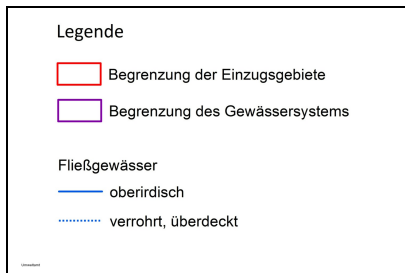 Legende
Begrenzung der Einzugsgebiete
Begrenzung des Gewässersystems
Fließgewässer
oberirdisch
verrohrt, überdeckt